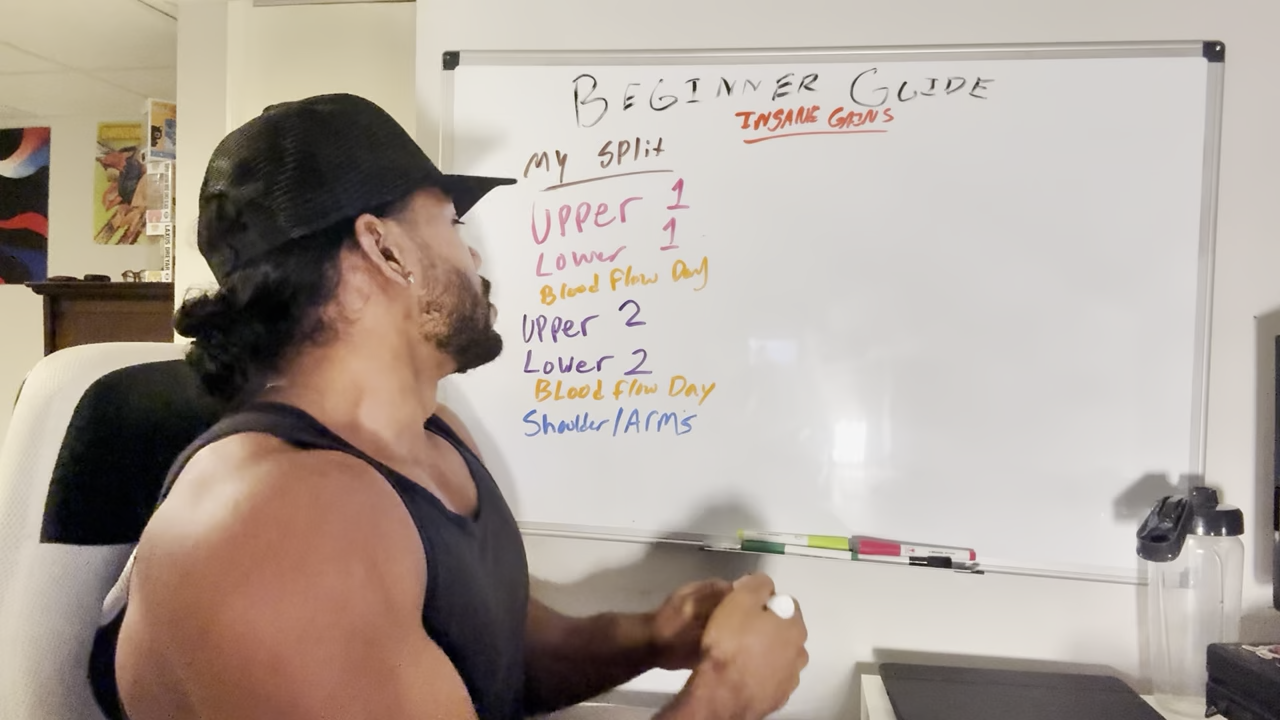 BEGINNER GUIDE
INSANE GAINS
My SPlit
UPPer 1
Lower 1
Blood Flow Day
UPPer 2
Lower 2
Blood Flow Day
Shoulder/ARMS